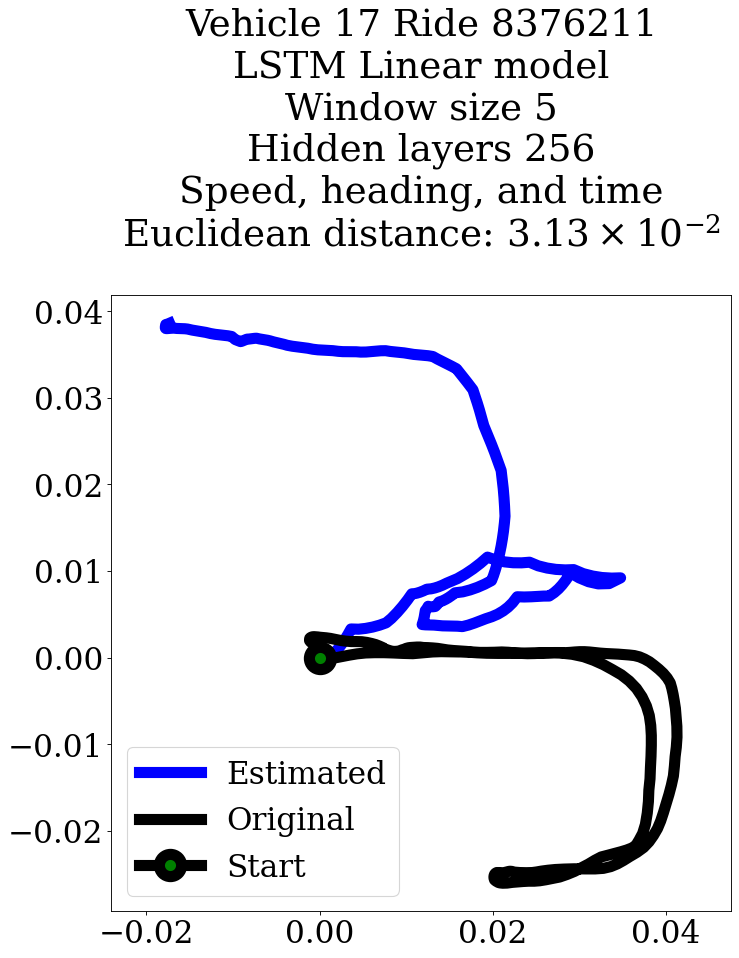 Vehicle 17 Ride 8376211
LSTM Linear model
Window size 5
Hidden layers 256
Speed, heading, and time
Euclidean distance: 3.13 × 10⁻²
0.04
0.03
0.02
0.01
0.00
−0.01
−0.02
Estimated
Original
Start
−0.02 0.00 0.02 0.04